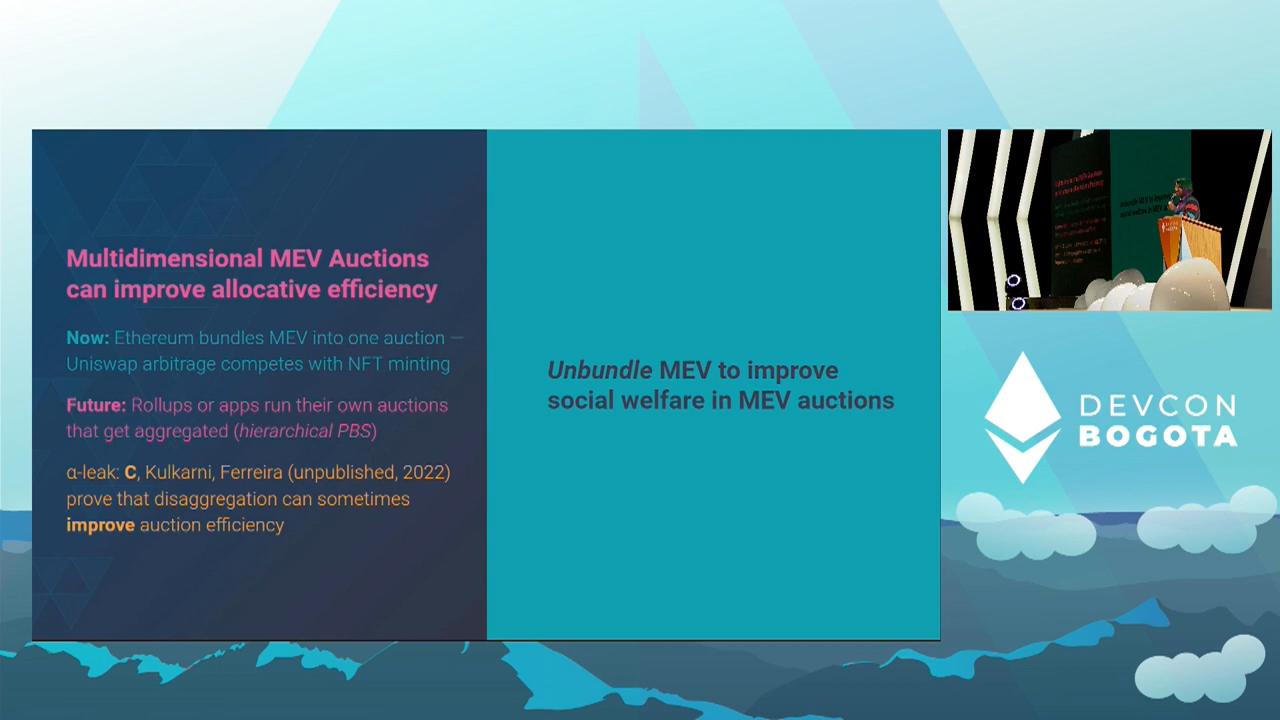 Multidimensional MEV Auctions
can improve allocative efficiency
Now: Ethereum bundles MEV into one auction —
Uniswap arbitrage competes with NFT minting
Future: Rollups or apps run their own auctions
that get aggregated (hierarchical PBS)
α-leak: C, Kulkarni, Ferreira (unpublished, 2022)
prove that disaggregation can sometimes
improve auction efficiency
Unbundle MEV to improve
social welfare in MEV auctions
DEVCON
BOGOTA